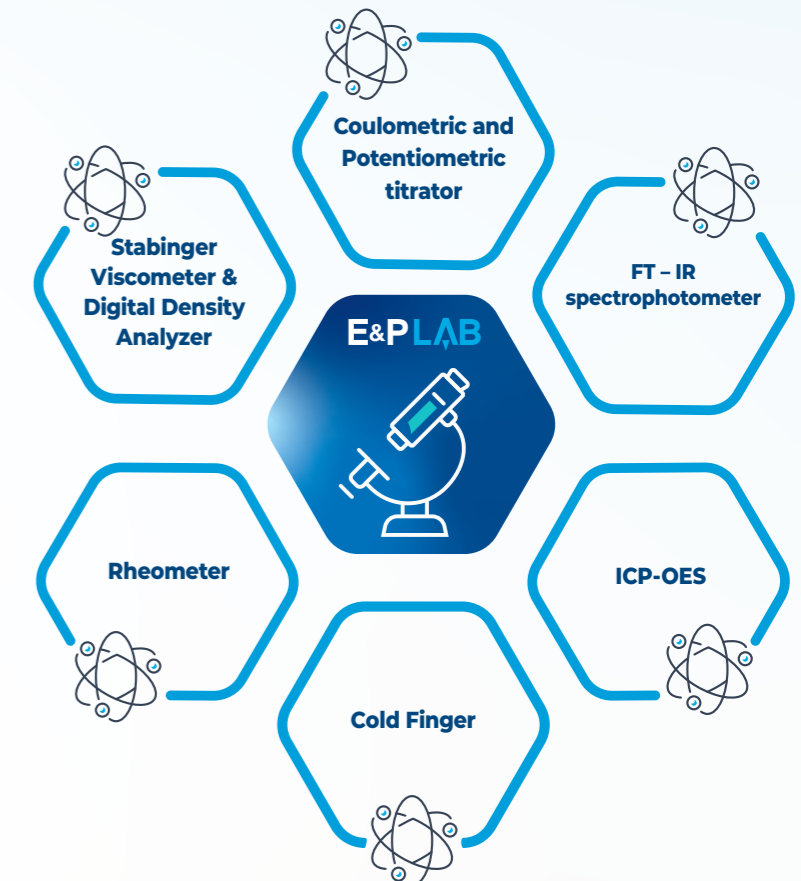 Coulometric and
Potentiometric
titrator
Stabinger
Viscometer &
Digital Density
Analyzer
FT – IR
spectrophotometer
E&P LAB
Rheometer
ICP-OES
Cold Finger